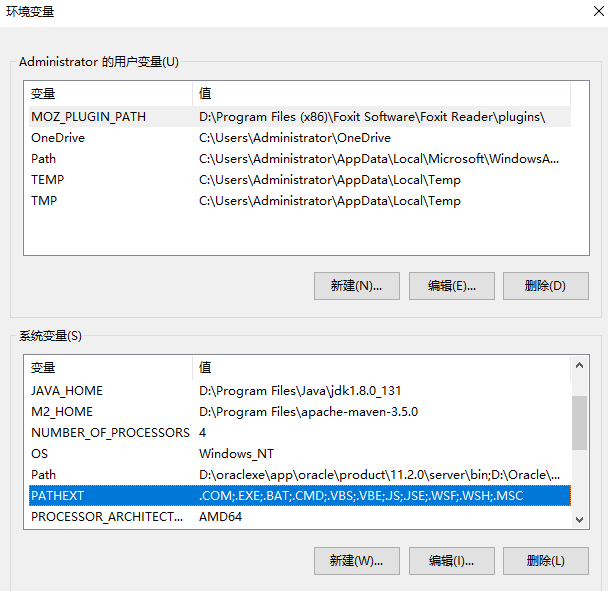 环境变量
Administrator 的用户变量(U)
变量 值
MOZ_PLUGIN_PATH D:\Program Files (x86)\Foxit Software\Foxit Reader\plugins\
OneDrive C:\Users\Administrator\OneDrive
Path C:\Users\Administrator\AppData\Local\Microsoft\WindowsA...
TEMP C:\Users\Administrator\AppData\Local\Temp
TMP C:\Users\Administrator\AppData\Local\Temp
新建(N)... 编辑(E)... 删除(D)
系统变量(S)
变量 值
JAVA_HOME D:\Program Files\Java\jdk1.8.0_131
M2_HOME D:\Program Files\apache-maven-3.5.0
NUMBER_OF_PROCESSORS 4
OS Windows_NT
Path D:\oraclexe\app\oracle\product\11.2.0\server\bin;D:\Oracle\...
PATHEXT .COM;.EXE;.BAT;.CMD;.VBS;.VBE;.JS;.JSE;.WSF;.WSH;.MSC
PROCESSOR_ARCHITECT... AMD64
新建(W)... 编辑(I)... 删除(L)